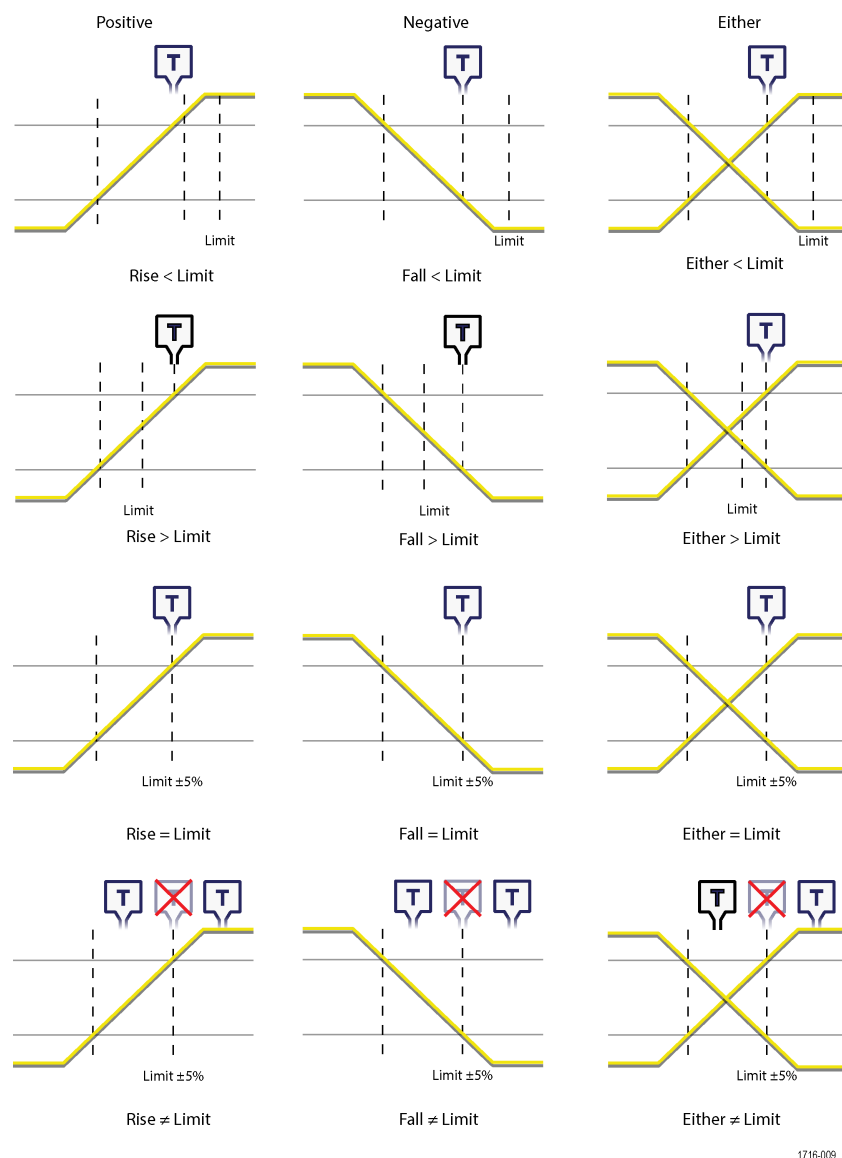 Positive Negative Either
T T T
Limit Limit Limit
Rise < Limit Fall < Limit Either < Limit
T T T
Limit Limit Limit
Rise > Limit Fall > Limit Either > Limit
T T T
Limit ±5% Limit ±5% Limit ±5%
Rise = Limit Fall = Limit Either = Limit
T T T T T T T T T
Limit ±5% Limit ±5% Limit ±5%
Rise ≠ Limit Fall ≠ Limit Either ≠ Limit
1716-009